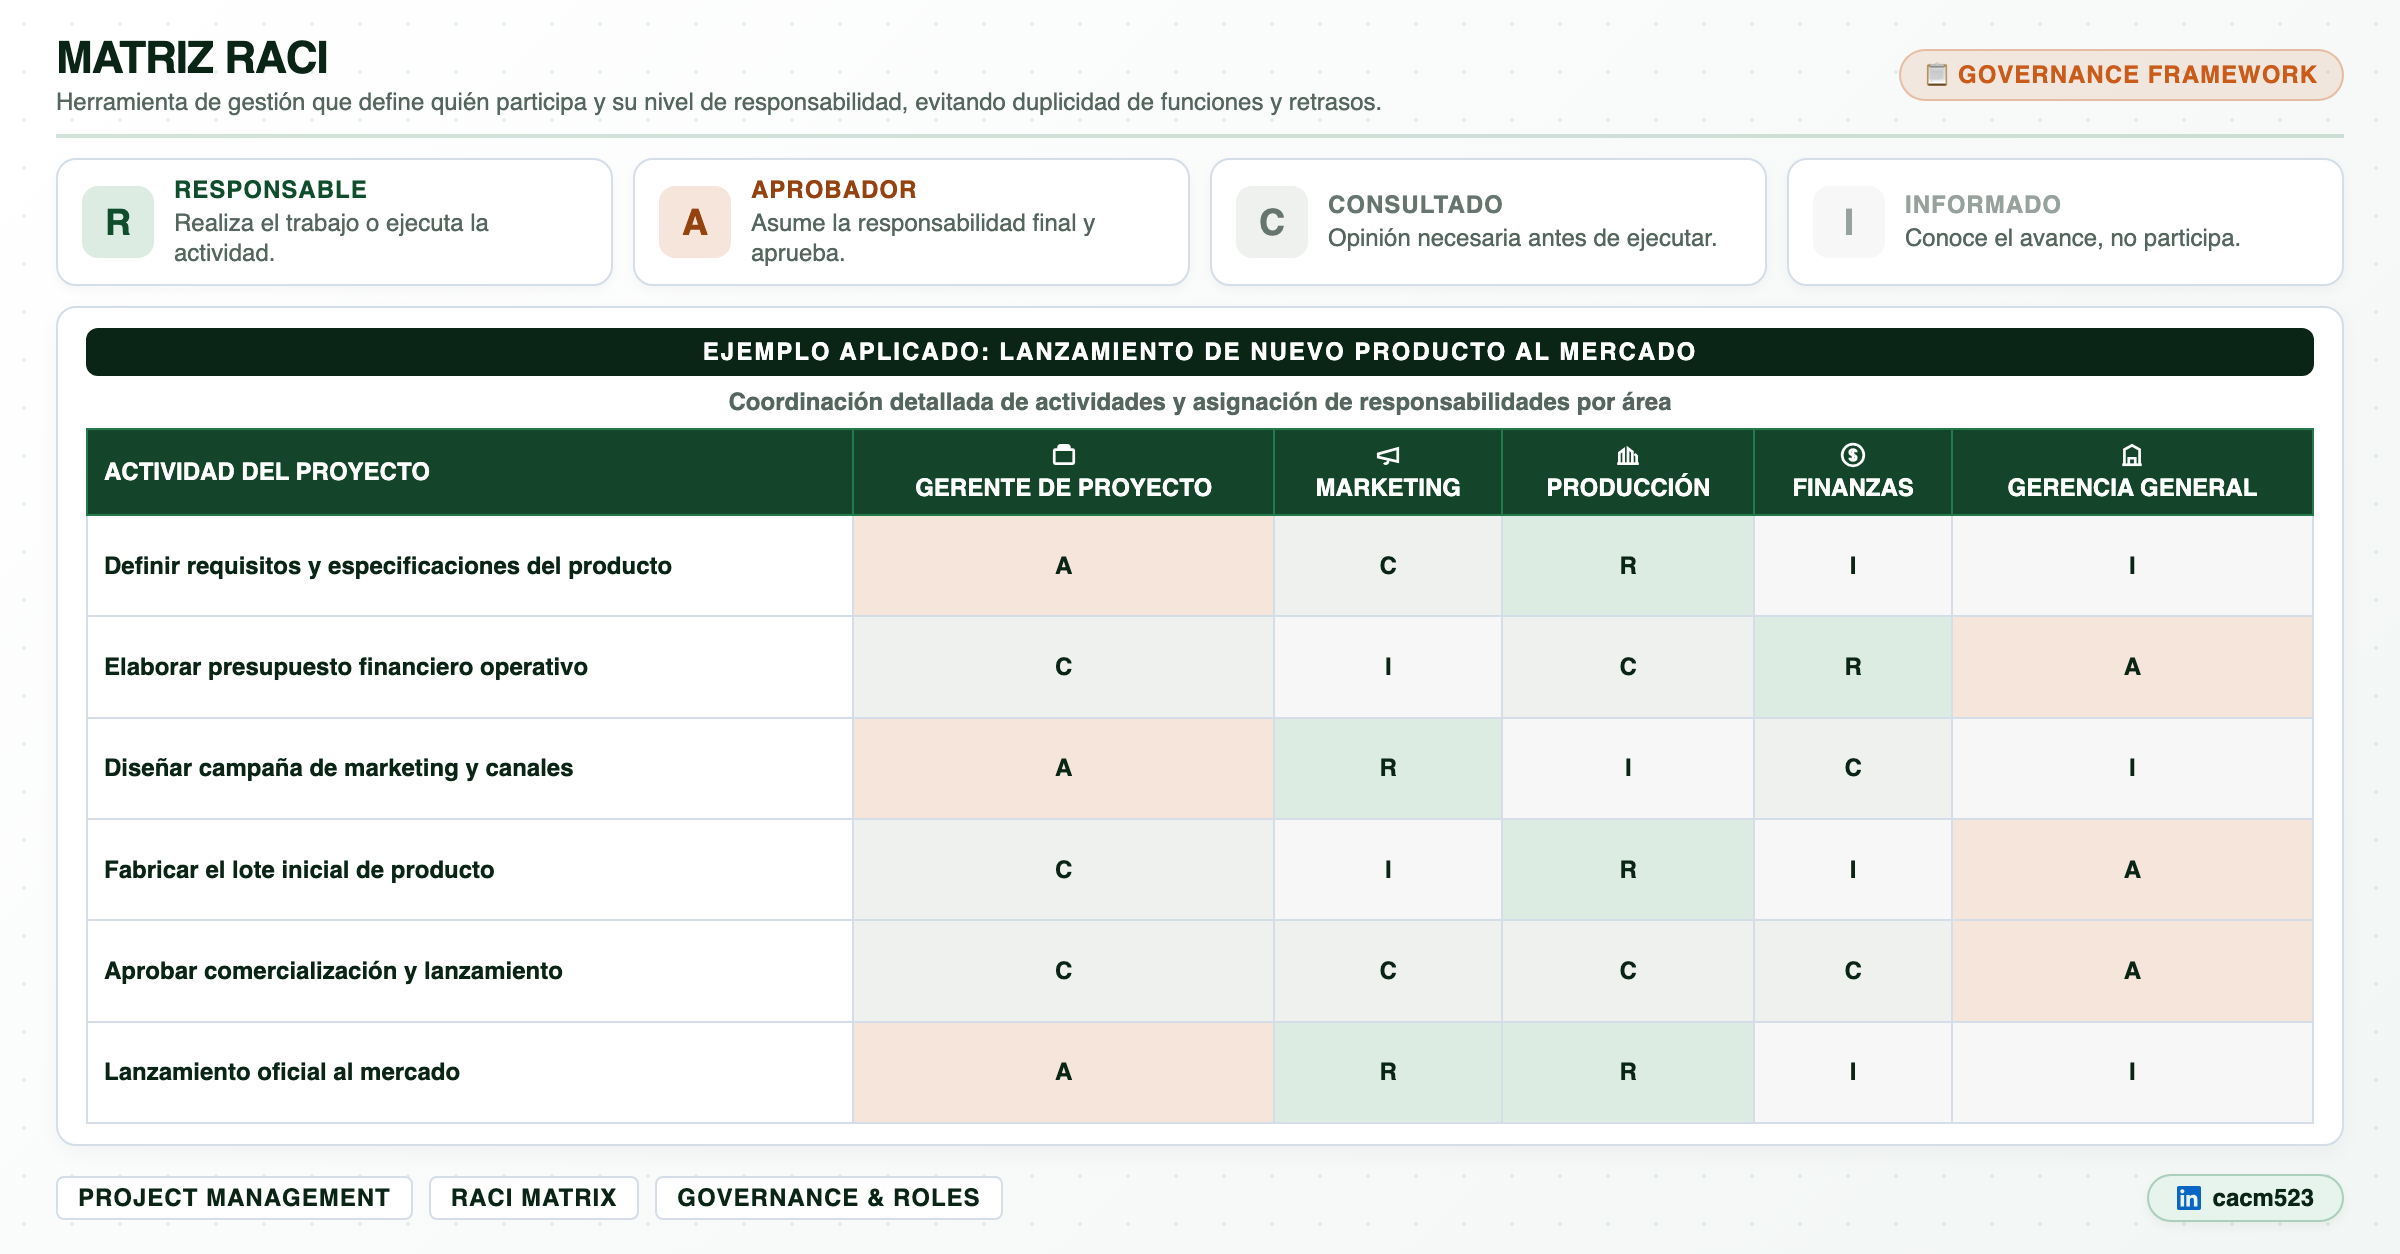 MATRIZ RACI
Herramienta de gestión que define quién participa y su nivel de responsabilidad, evitando duplicidad de funciones y retrasos.
GOVERNANCE FRAMEWORK
R
RESPONSABLE
Realiza el trabajo o ejecuta la
actividad.
A
APROBADOR
Asume la responsabilidad final y
aprueba.
C
CONSULTADO
Opinión necesaria antes de ejecutar.
I
INFORMADO
Conoce el avance, no participa.
EJEMPLO APLICADO: LANZAMIENTO DE NUEVO PRODUCTO AL MERCADO
Coordinación detallada de actividades y asignación de responsabilidades por área
ACTIVIDAD DEL PROYECTO GERENTE DE PROYECTO MARKETING PRODUCCIÓN FINANZAS GERENCIA GENERAL
Definir requisitos y especificaciones del producto A C R I I
Elaborar presupuesto financiero operativo C I C R A
Diseñar campaña de marketing y canales A R I C I
Fabricar el lote inicial de producto C I R I A
Aprobar comercialización y lanzamiento C C C C A
Lanzamiento oficial al mercado A R R I I
PROJECT MANAGEMENT
RACI MATRIX
GOVERNANCE & ROLES
in cacm523